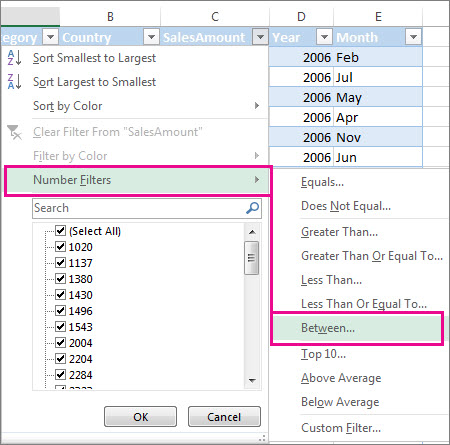 B C D E
tegory Country SalesAmount Year Month
Sort Smallest to Largest
Sort Largest to Smallest
Sort by Color
Clear Filter From "SalesAmount"
Filter by Color
Number Filters
Search
(Select All)
1020
1137
1380
1430
1496
1543
2004
2204
2284
OK Cancel
2006 Feb
2006 Jul
2006 May
2006 Apr
2006 Nov
2006 Jun
Equals...
Does Not Equal...
Greater Than...
Greater Than Or Equal To...
Less Than...
Less Than Or Equal To...
Between...
Top 10...
Above Average
Below Average
Custom Filter...